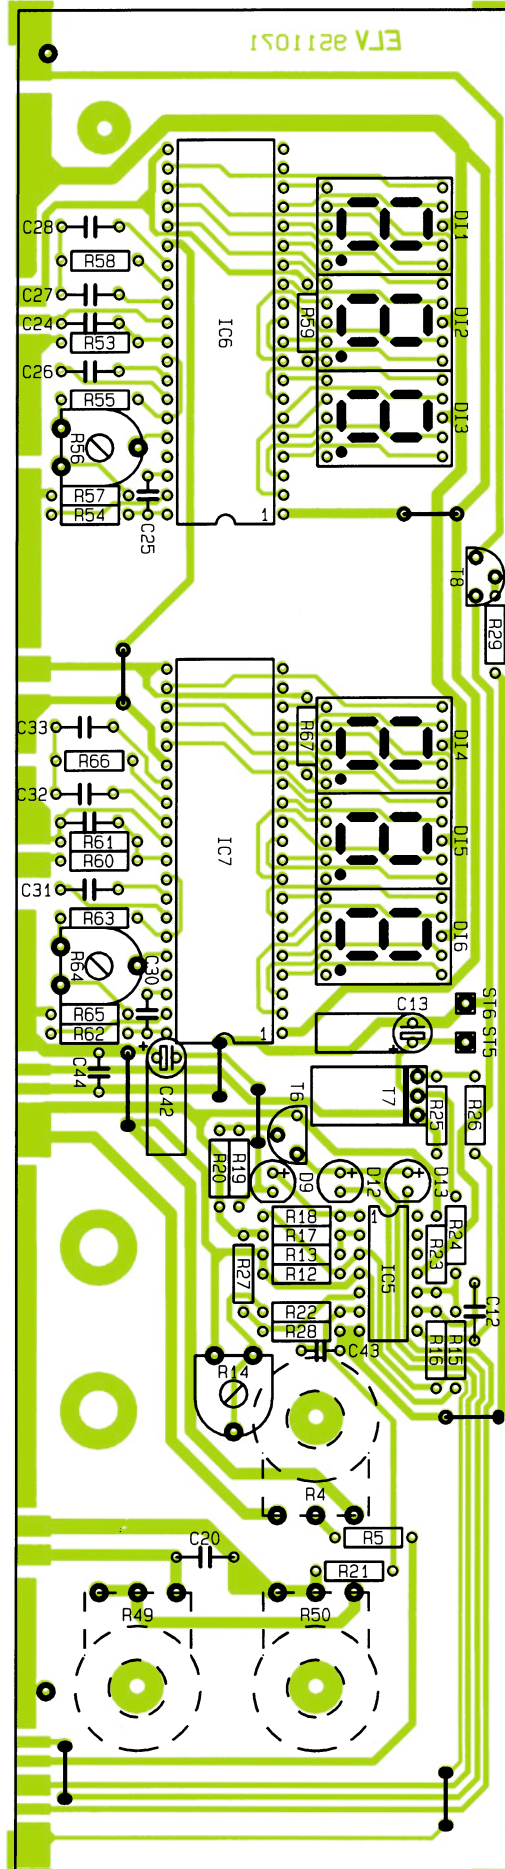 ELV 9511071
C28
R58
C27
C24
R53
C26
R55
R56
R57
R54
C25
IC6
1
R59
DI1
DI2
DI3
T8
R29
C33
R66
C32
R61
R60
C31
R63
R64
C30
R65
R62
C44
IC7
1
R67
DI4
DI5
DI6
ST6 ST5
C13
+
C42
+
T6
T7
R25
R26
R20
R19
D9
+
D12
+
D13
+
R18
R17
R13
R12
1
IC5
R23
R24
R27
R22
R28
C12
C43
R16
R15
R14
R4
R5
C20
R21
R49
R50